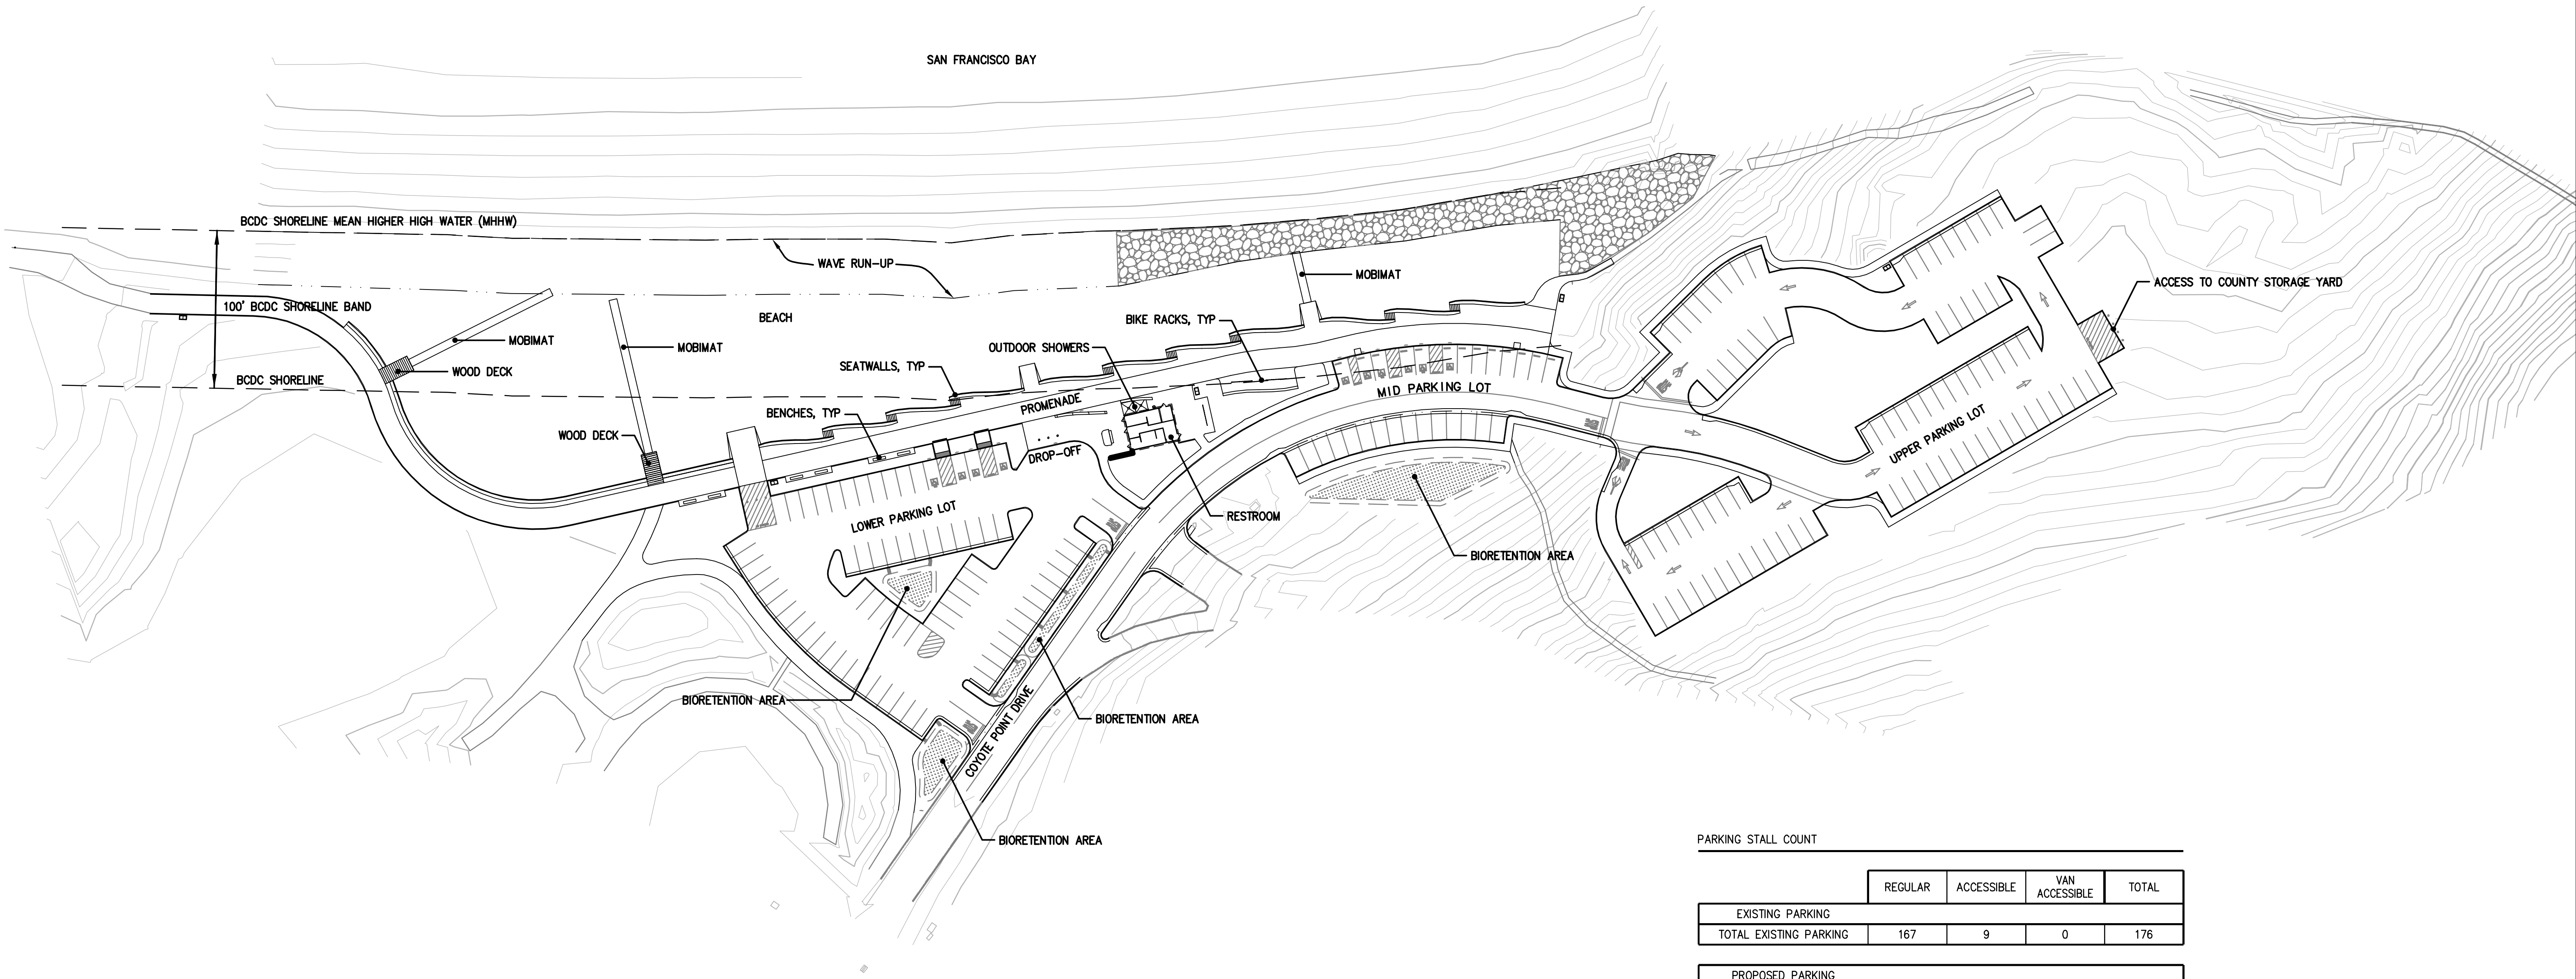 SAN FRANCISCO BAY
BCDC SHORELINE MEAN HIGHER HIGH WATER (MHHW)
WAVE RUN-UP
MOBIMAT
ACCESS TO COUNTY STORAGE YARD
100' BCDC SHORELINE BAND
BEACH
BIKE RACKS, TYP
MOBIMAT
MOBIMAT
OUTDOOR SHOWERS
SEATWALLS, TYP
WOOD DECK
BCDC SHORELINE
MID PARKING LOT
PROMENADE
BENCHES, TYP
UPPER PARKING LOT
WOOD DECK
DROP-OFF
LOWER PARKING LOT
RESTROOM
BIORETENTION AREA
BIORETENTION AREA
BIORETENTION AREA
COYOTE POINT DRIVE
BIORETENTION AREA
PARKING STALL COUNT
REGULAR ACCESSIBLE VAN ACCESSIBLE TOTAL
EXISTING PARKING
TOTAL EXISTING PARKING 167 9 0 176
PROPOSED PARKING